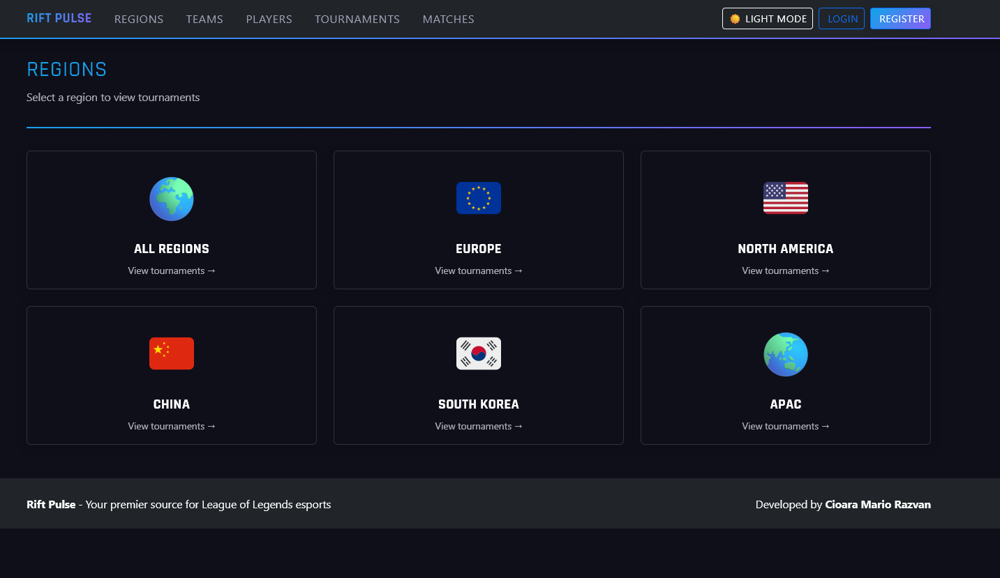 RIFT PULSE REGIONS TEAMS PLAYERS TOURNAMENTS MATCHES LIGHT MODE LOGIN REGISTER
REGIONS
Select a region to view tournaments
ALL REGIONS
View tournaments →
EUROPE
View tournaments →
NORTH AMERICA
View tournaments →
CHINA
View tournaments →
SOUTH KOREA
View tournaments →
APAC
View tournaments →
Rift Pulse - Your premier source for League of Legends esports
Developed by Cioara Mario Razvan